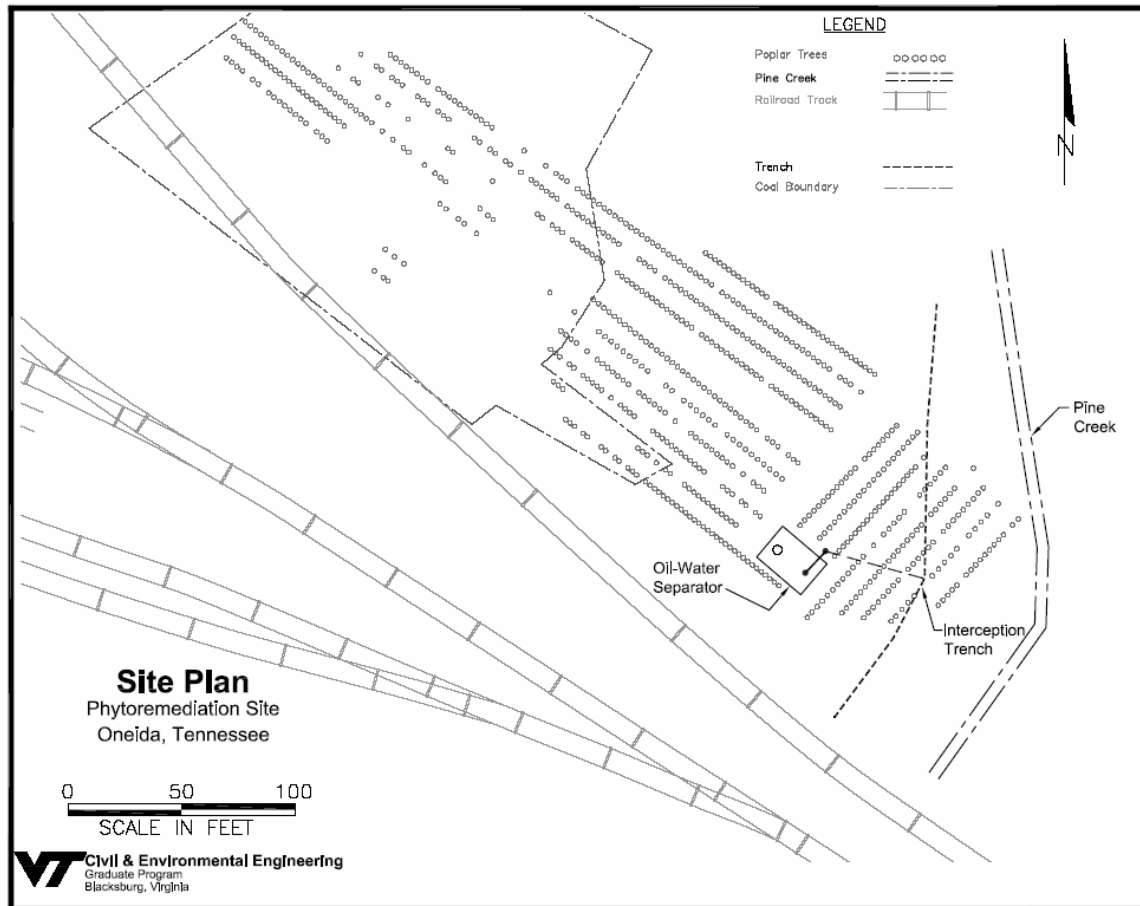 LEGEND
Poplar Trees
Pine Creek
Railroad Track
Trench
Coal Boundary
N
Pine
Creek
Oil-Water
Separator
Interception
Trench
Site Plan
Phytoremediation Site
Oneida, Tennessee
0 50 100
SCALE IN FEET
VT Civil & Environmental Engineering
Graduate Program
Blacksburg, Virginia